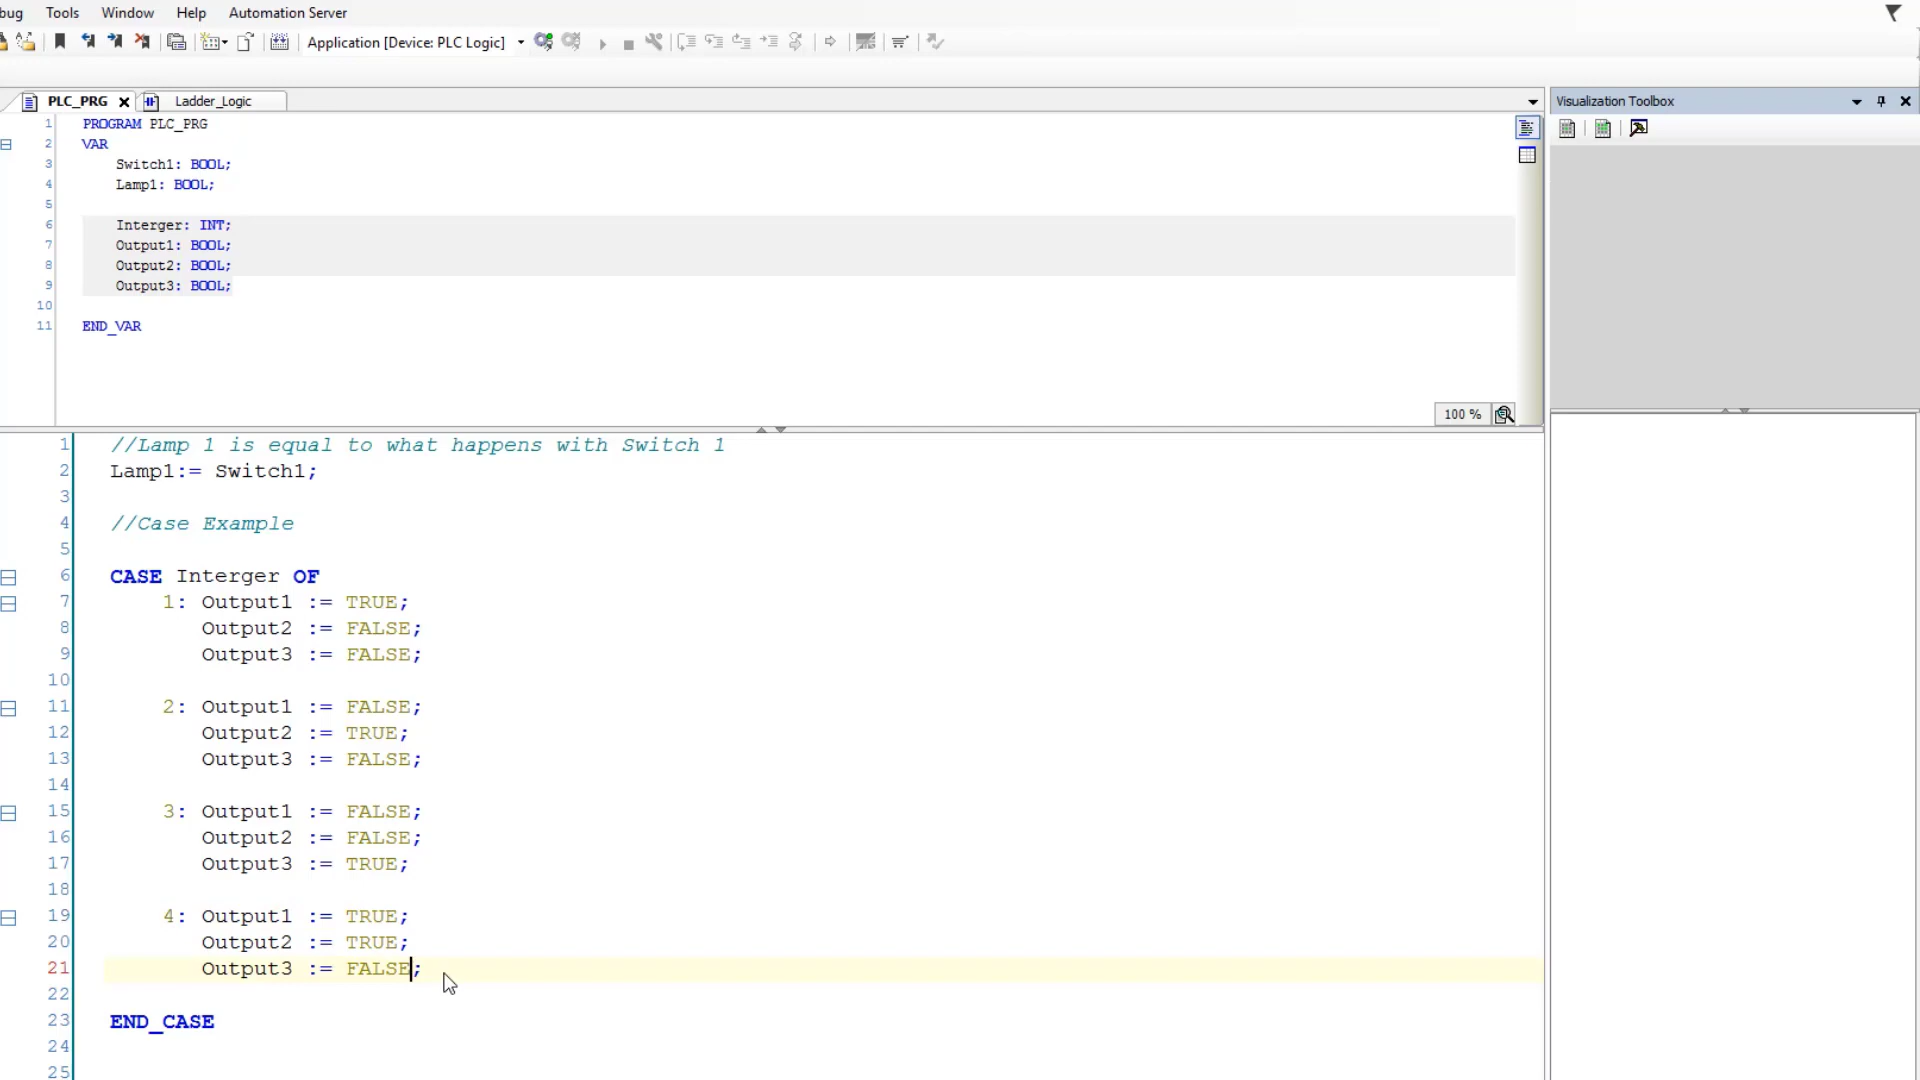 bug Tools Window Help Automation Server
Application [Device: PLC Logic]
PLC_PRG Ladder_Logic
Visualization Toolbox
1 PROGRAM PLC_PRG
2 VAR
3 Switch1: BOOL;
4 Lamp1: BOOL;
5
6 Interger: INT;
7 Output1: BOOL;
8 Output2: BOOL;
9 Output3: BOOL;
10
11 END_VAR
100 %
1 //Lamp 1 is equal to what happens with Switch 1
2 Lamp1:= Switch1;
3
4 //Case Example
5
6 CASE Interger OF
7 1: Output1 := TRUE;
8 Output2 := FALSE;
9 Output3 := FALSE;
10
11 2: Output1 := FALSE;
12 Output2 := TRUE;
13 Output3 := FALSE;
14
15 3: Output1 := FALSE;
16 Output2 := FALSE;
17 Output3 := TRUE;
18
19 4: Output1 := TRUE;
20 Output2 := TRUE;
21 Output3 := FALSE;
22
23 END_CASE
24
25